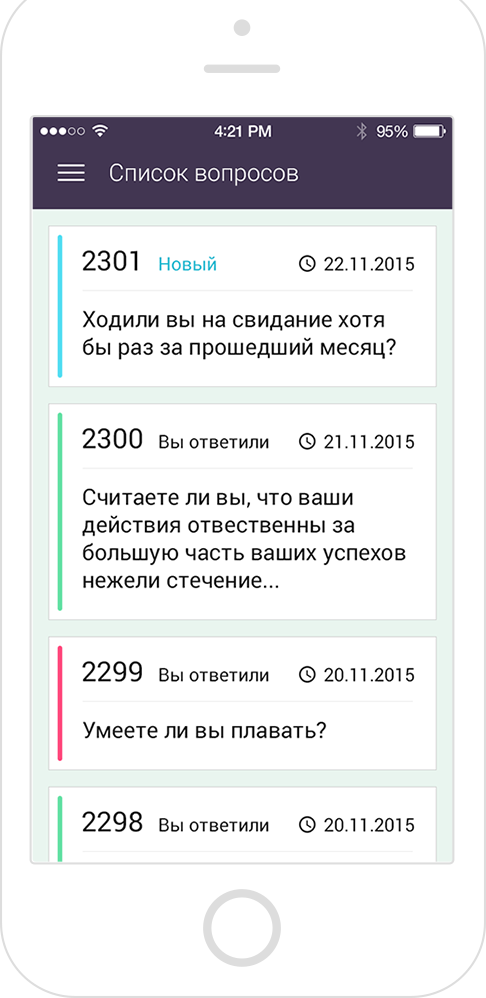 4:21 PM 95%
Список вопросов
2301 Новый 22.11.2015
Ходили вы на свидание хотя
бы раз за прошедший месяц?
2300 Вы ответили 21.11.2015
Считаете ли вы, что ваши
действия отвественны за
большую часть ваших успехов
нежели стечение...
2299 Вы ответили 20.11.2015
Умеете ли вы плавать?
2298 Вы ответили 20.11.2015